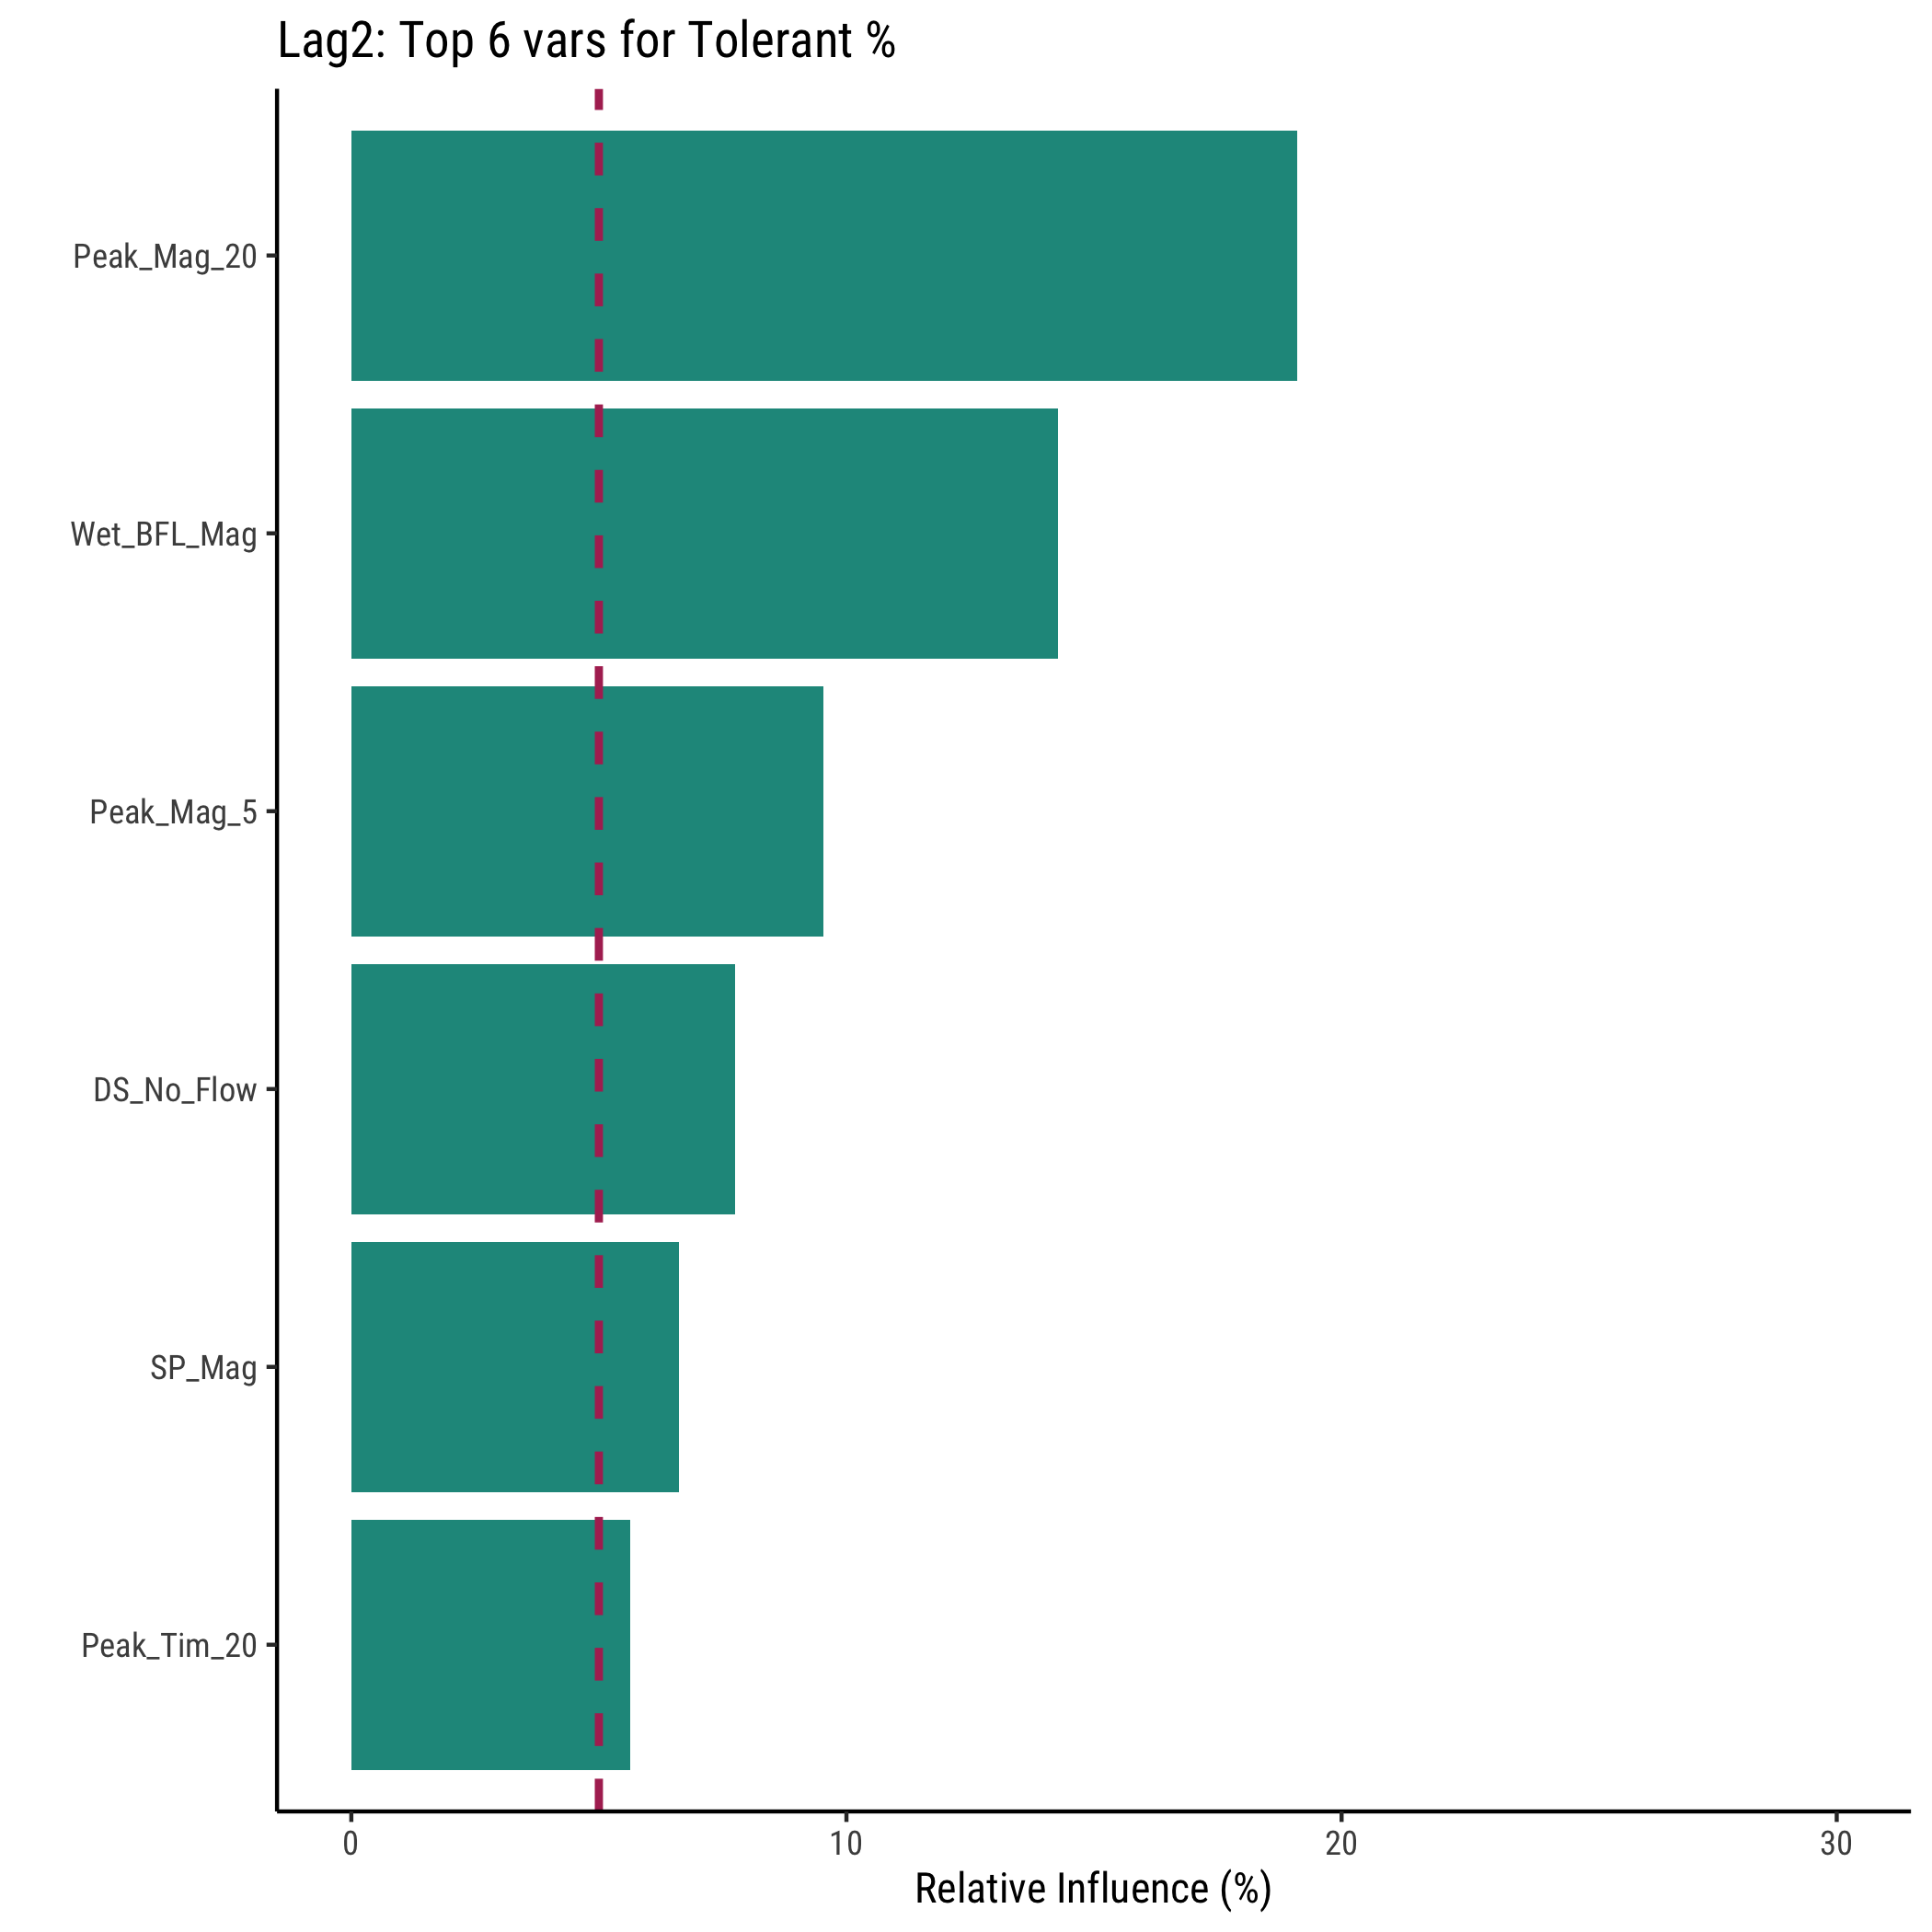 Lag2: Top 6 vars for Tolerant %
Peak_Mag_20
Wet_BFL_Mag
Peak_Mag_5
DS_No_Flow
SP_Mag
Peak_Tim_20
0 10 20 30
Relative Influence (%)